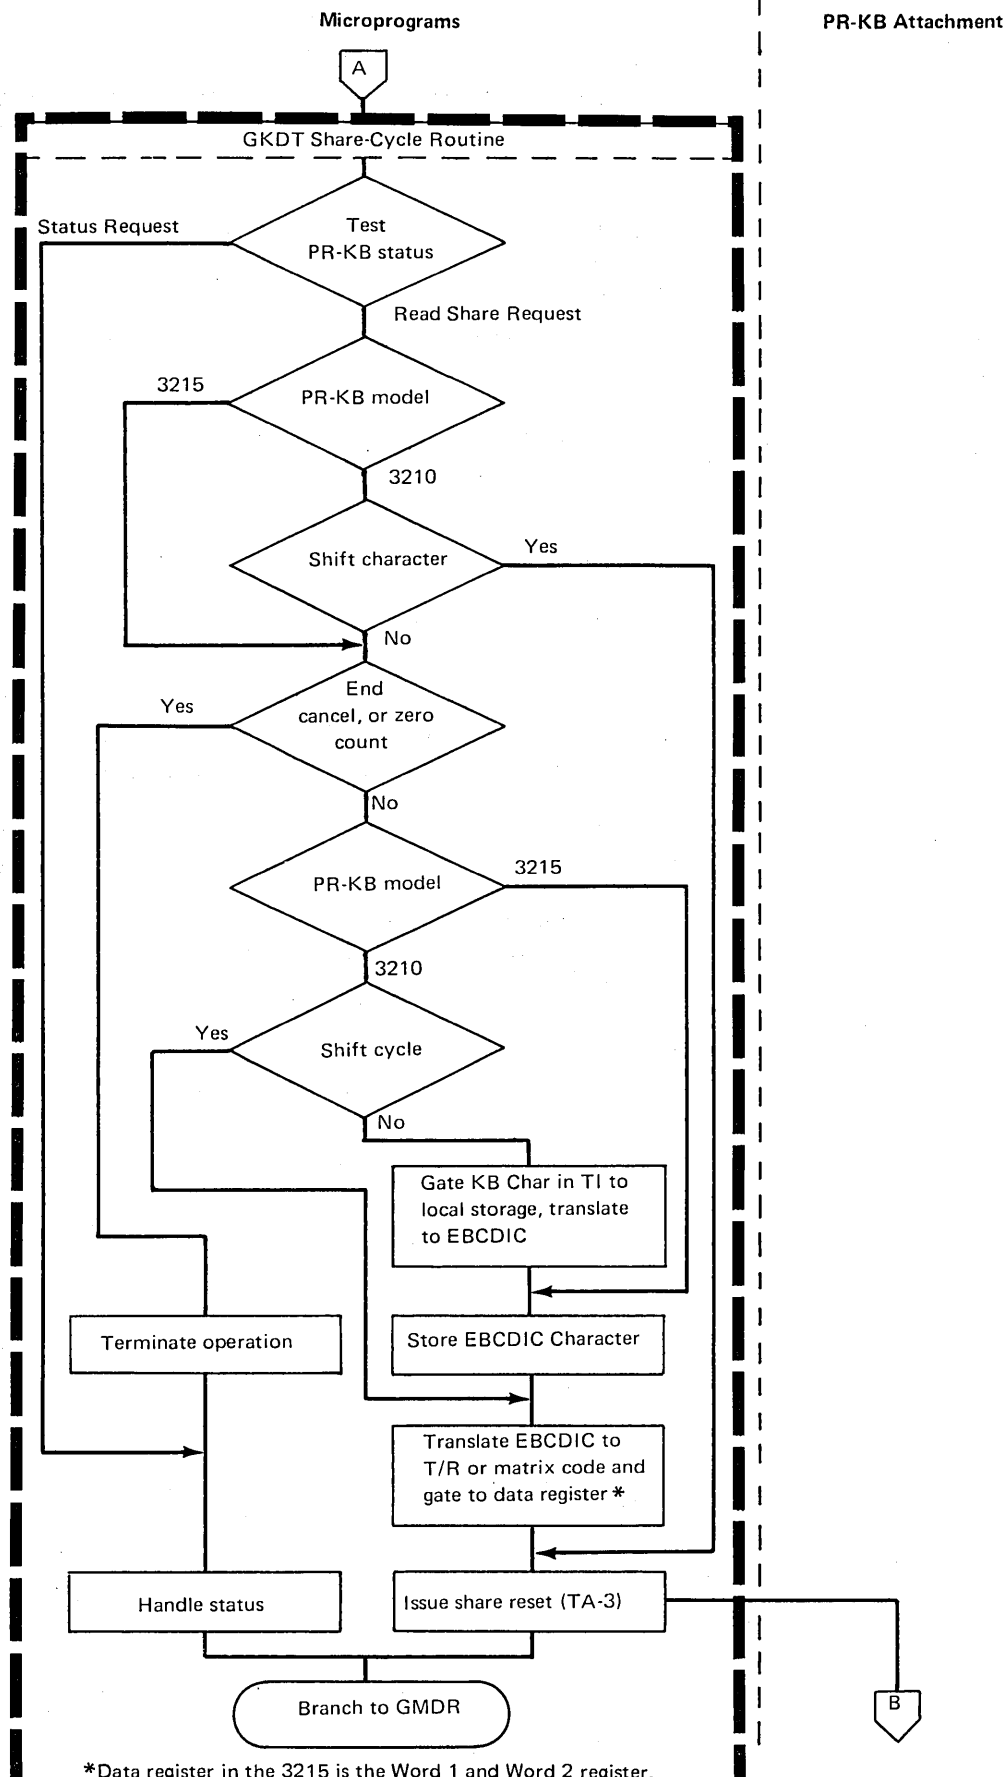 Microprograms
PR-KB Attachment
A
GKDT Share-Cycle Routine
Status Request
Test
PR-KB status
Read Share Request
3215
PR-KB model
3210
Shift character
Yes
No
End
cancel, or zero
count
Yes
No
PR-KB model
3215
3210
Yes
Shift cycle
No
Gate KB Char in TI to
local storage, translate
to EBCDIC
Terminate operation
Store EBCDIC Character
Translate EBCDIC to
T/R or matrix code and
gate to data register *
Handle status
Issue share reset (TA-3)
Branch to GMDR
B
*Data register in the 3215 is the Word 1 and Word 2 register.